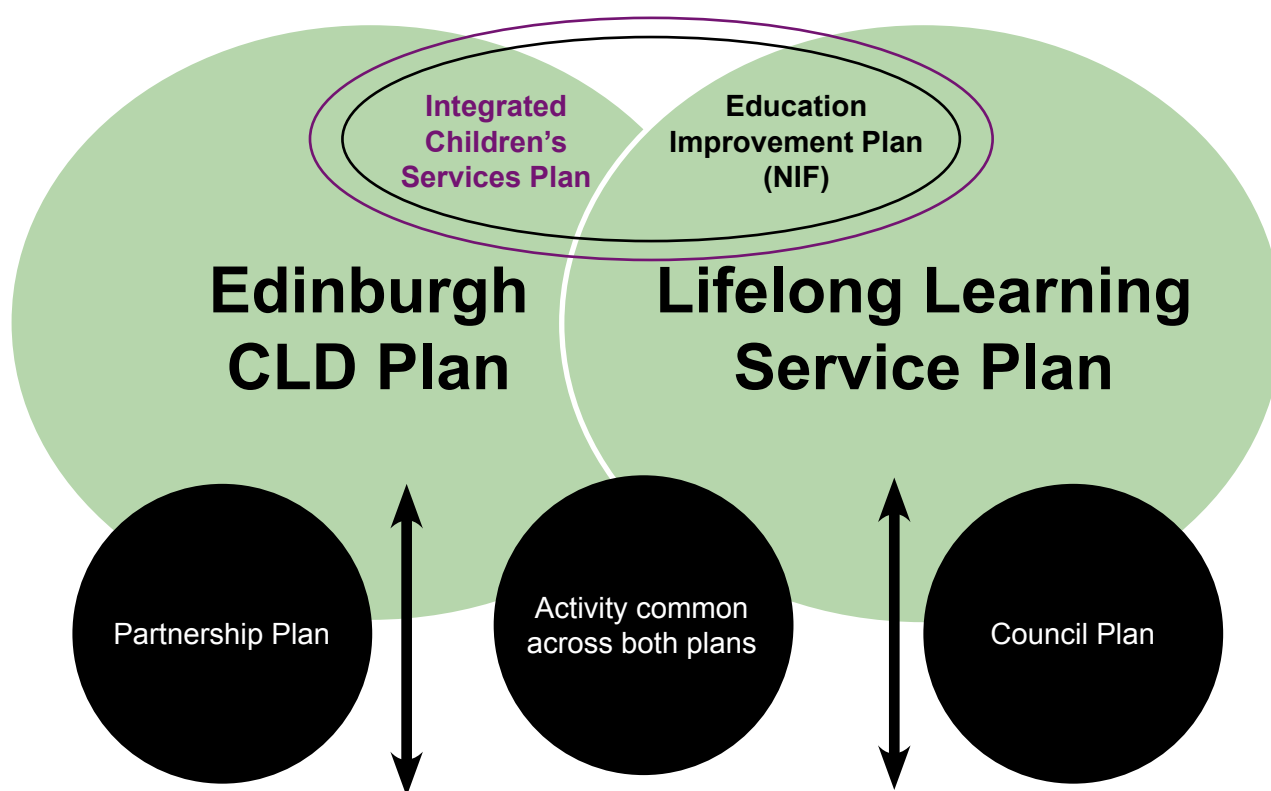 Integrated
Children’s
Services Plan
Education
Improvement Plan
(NIF)
Edinburgh
CLD Plan
Lifelong Learning
Service Plan
Partnership Plan
Activity common
across both plans
Council Plan